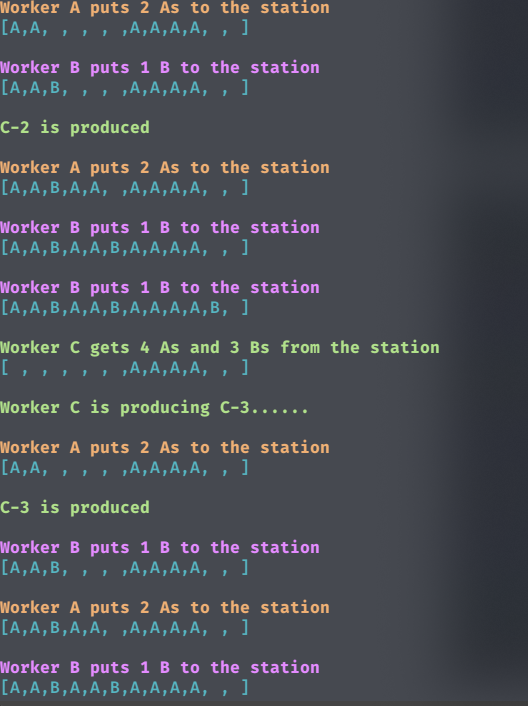 Worker A puts 2 As to the station
[A,A, , , , ,A,A,A,A, , ]
Worker B puts 1 B to the station
[A,A,B, , , ,A,A,A,A, , ]
C-2 is produced
Worker A puts 2 As to the station
[A,A,B,A,A, ,A,A,A,A, , ]
Worker B puts 1 B to the station
[A,A,B,A,A,B,A,A,A,A, , ]
Worker B puts 1 B to the station
[A,A,B,A,A,B,A,A,A,A,B, ]
Worker C gets 4 As and 3 Bs from the station
[ , , , , , ,A,A,A,A, , ]
Worker C is producing C-3......
Worker A puts 2 As to the station
[A,A, , , , ,A,A,A,A, , ]
C-3 is produced
Worker B puts 1 B to the station
[A,A,B, , , ,A,A,A,A, , ]
Worker A puts 2 As to the station
[A,A,B,A,A, ,A,A,A,A, , ]
Worker B puts 1 B to the station
[A,A,B,A,A,B,A,A,A,A, , ]